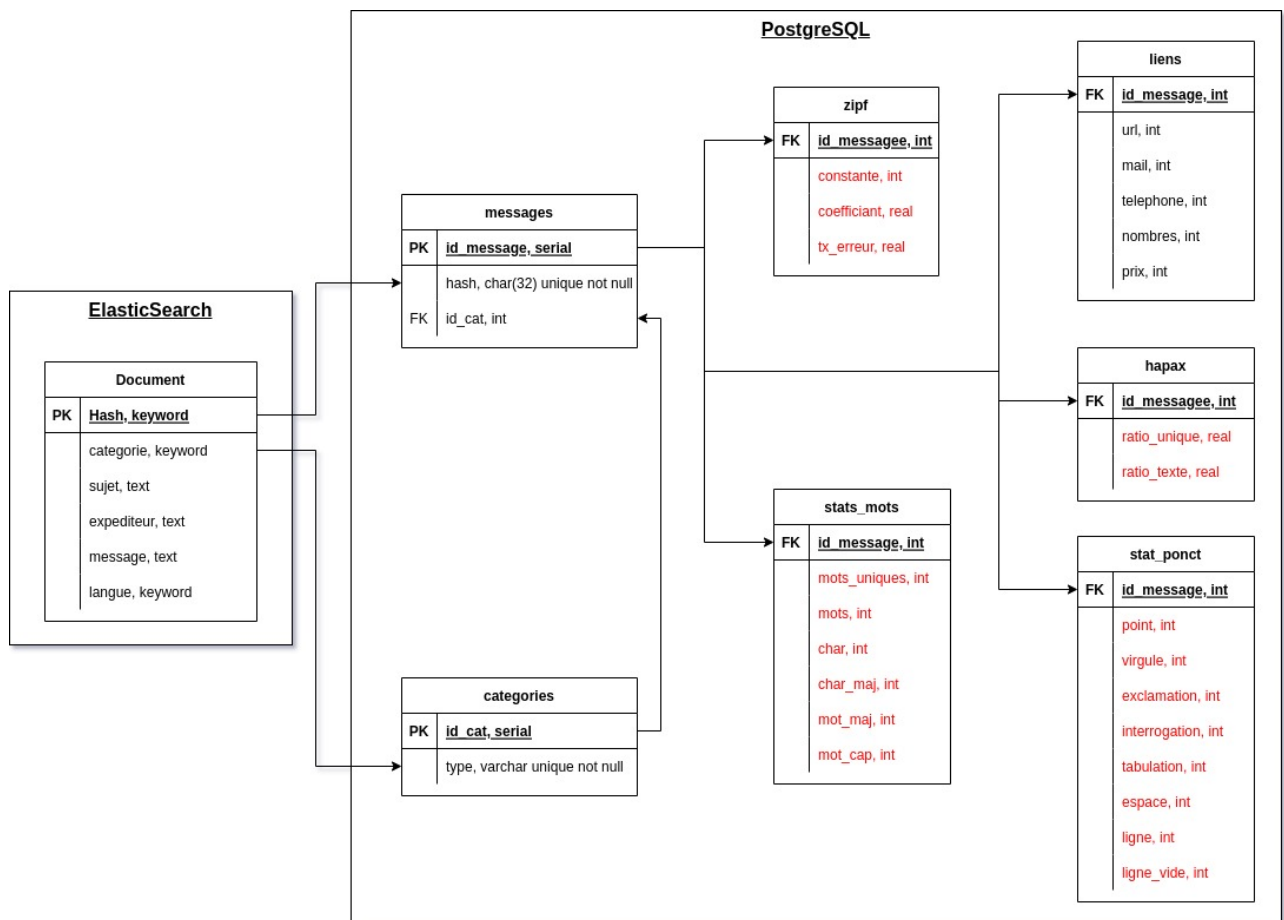 PostgreSQL
ElasticSearch
Document
PK Hash, keyword
categorie, keyword
sujet, text
expediteur, text
message, text
langue, keyword
messages
PK id_message, serial
hash, char(32) unique not null
FK id_cat, int
categories
PK id_cat, serial
type, varchar unique not null
zipf
FK id_messagee, int
constante, int
coefficiant, real
tx_erreur, real
stats_mots
FK id_message, int
mots_uniques, int
mots, int
char, int
char_maj, int
mot_maj, int
mot_cap, int
liens
FK id_message, int
url, int
mail, int
telephone, int
nombres, int
prix, int
hapax
FK id_messagee, int
ratio_unique, real
ratio_texte, real
stat_ponct
FK id_message, int
point, int
virgule, int
exclamation, int
interrogation, int
tabulation, int
espace, int
ligne, int
ligne_vide, int